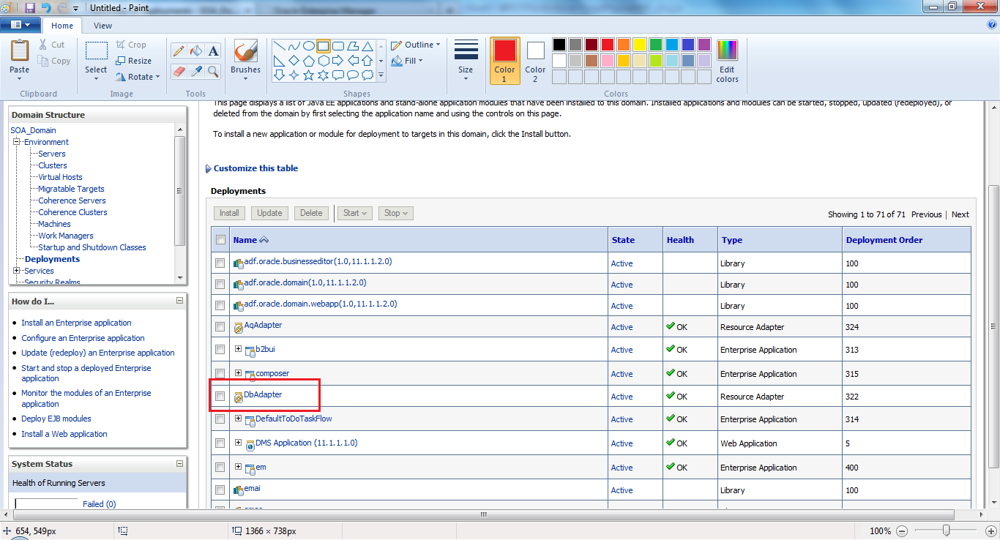 Untitled - Paint
Home
View
Paste
Cut
Copy
Clipboard
Select
Crop
Resize
Rotate
Image
Tools
Brushes
Shapes
Outline
Fill
Size
Color 1
Color 2
Edit colors
Colors
Domain Structure
SOA_Domain
Environment
Servers
Clusters
Virtual Hosts
Migratable Targets
Coherence Servers
Coherence Clusters
Machines
Work Managers
Startup and Shutdown Classes
Deployments
Services
Security Realms
How do I...
Install an Enterprise application
Configure an Enterprise application
Update (redeploy) an Enterprise application
Start and stop a deployed Enterprise
application
Monitor the modules of an Enterprise
application
Deploy EJB modules
Install a Web application
System Status
Health of Running Servers
Failed (0)
This page displays a list of Java EE applications and stand-alone application modules that have been installed to this domain. Installed applications and modules can be started, stopped, updated (redeployed), or
deleted from the domain by first selecting the application name and using the controls on this page.
To install a new application or module for deployment to targets in this domain, click the Install button.
Customize this table
Deployments
Install Update Delete Start Stop
Showing 1 to 71 of 71 Previous | Next
Name State Health Type Deployment Order
adf.oracle.businesseditor(1.0,11.1.1.2.0) Active Library 100
adf.oracle.domain(1.0,11.1.1.2.0) Active Library 100
adf.oracle.domain.webapp(1.0,11.1.1.2.0) Active Library 100
AqAdapter Active OK Resource Adapter 324
b2bui Active OK Enterprise Application 313
composer Active OK Enterprise Application 315
DbAdapter Active OK Resource Adapter 322
DefaultToDoTaskFlow Active OK Enterprise Application 314
DMS Application (11.1.1.1.0) Active OK Web Application 5
em Active OK Enterprise Application 400
emai Active Library 100
654, 549px
1366 × 738px
100%